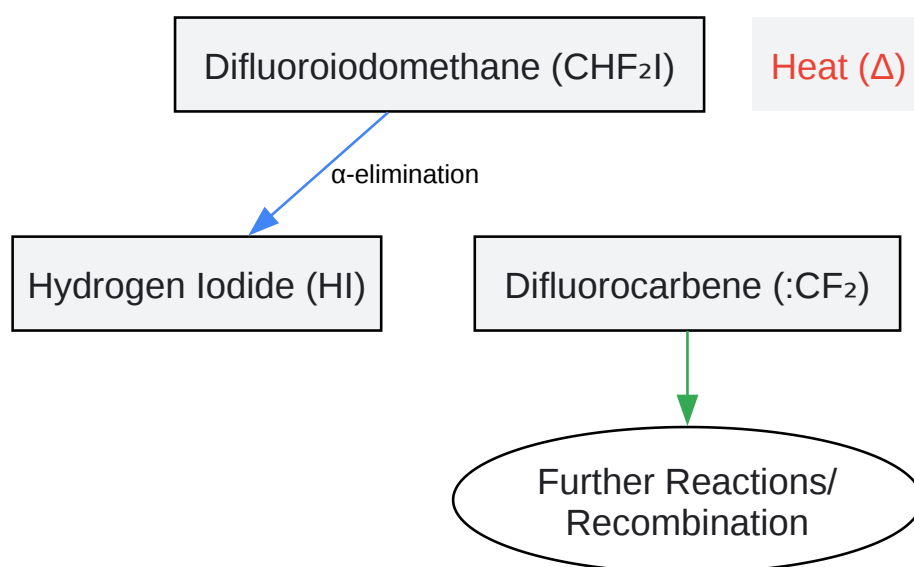 Difluoroiodomethane (CHF₂I)
Heat (Δ)
α-elimination
Hydrogen Iodide (HI)
Difluorocarbene (:CF₂)
Further Reactions/
Recombination